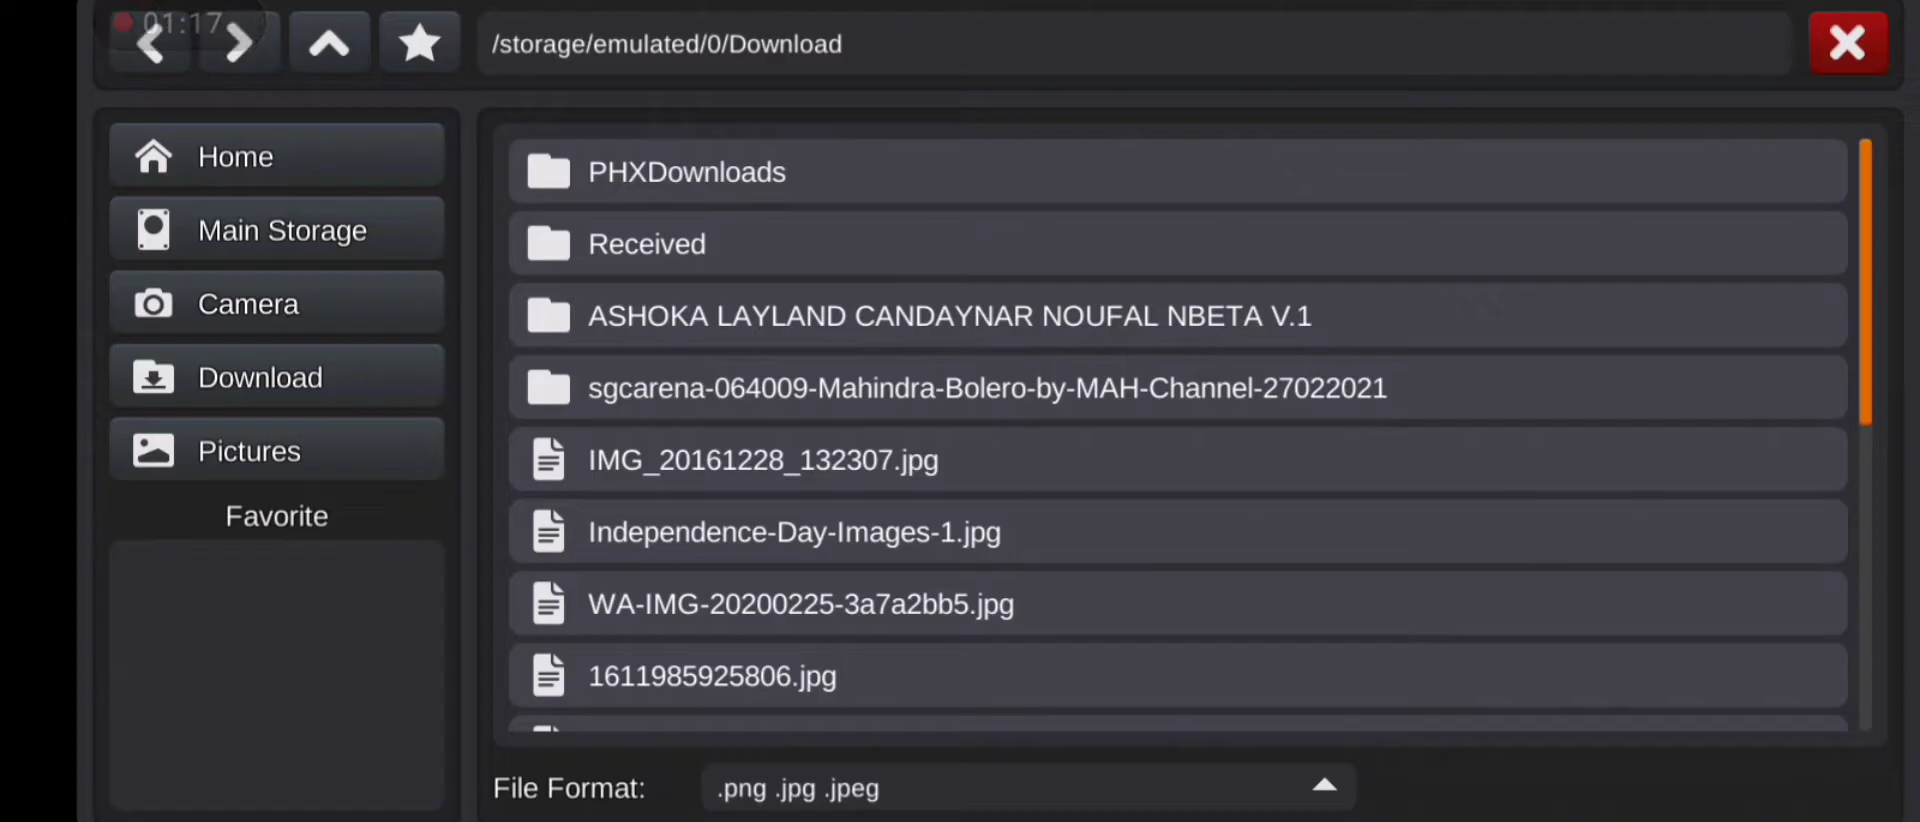 01:17
/storage/emulated/0/Download
Home
Main Storage
Camera
Download
Pictures
Favorite
PHXDownloads
Received
ASHOKA LAYLAND CANDAYNAR NOUFAL NBETA V.1
sgcarena-064009-Mahindra-Bolero-by-MAH-Channel-27022021
IMG_20161228_132307.jpg
Independence-Day-Images-1.jpg
WA-IMG-20200225-3a7a2bb5.jpg
1611985925806.jpg
File Format: .png .jpg .jpeg